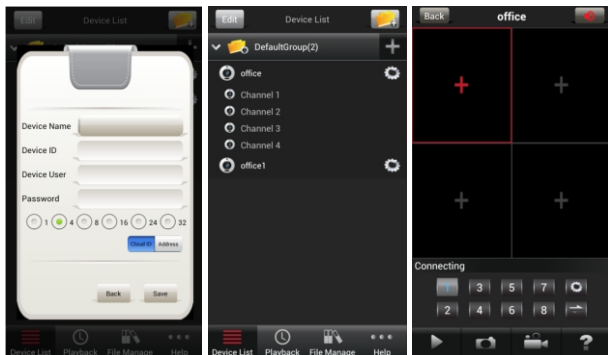 Edit Device List
Device Name
Device ID
Device User
Password
1 4 8 16 24 32
Cloud ID Address
Back Save
Device List Playback File Manage Help
Edit Device List
DefaultGroup(2)
office
Channel 1
Channel 2
Channel 3
Channel 4
office1
Device List Playback File Manage Help
Back office
Connecting
1 3 5 7
2 4 6 8
?